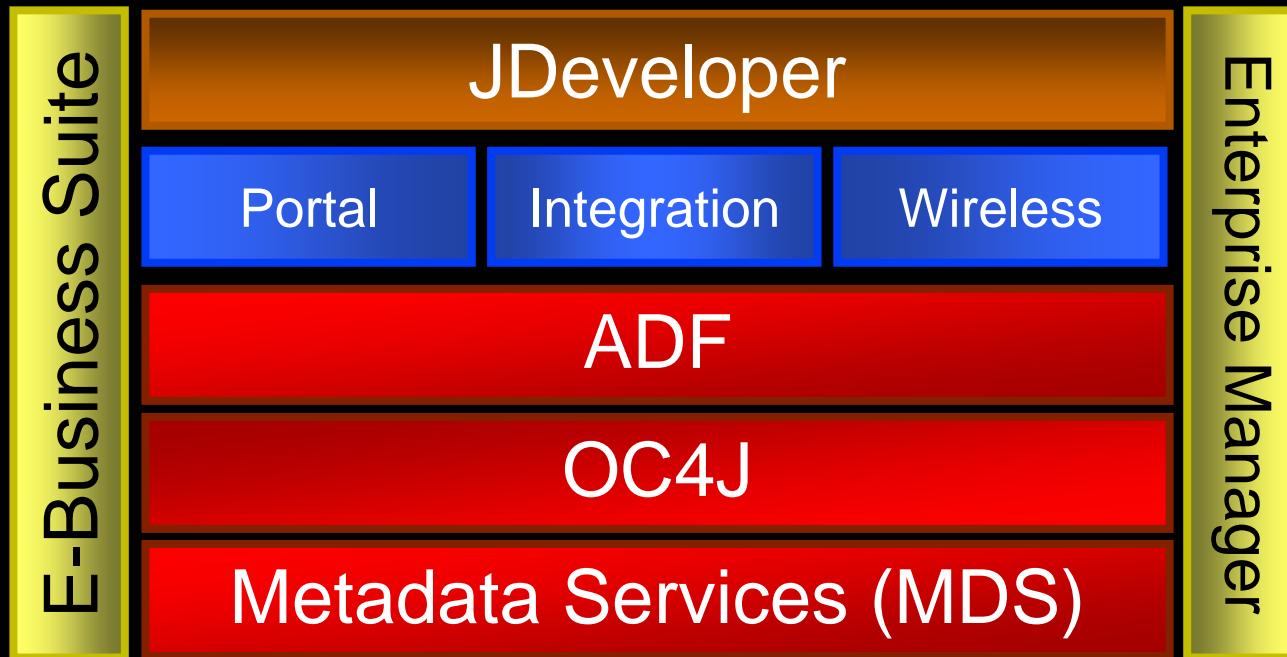 E-Business Suite
JDeveloper
Portal
Integration
Wireless
ADF
OC4J
Metadata Services (MDS)
Enterprise Manager